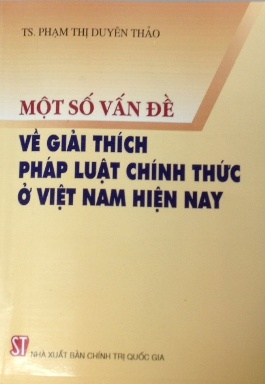 TS. PHẠM THỊ DUYÊN THẢO
MỘT SỐ VẤN ĐỀ
VỀ GIẢI THÍCH
PHÁP LUẬT CHÍNH THỨC
Ở VIỆT NAM HIỆN NAY
ST NHÀ XUẤT BẢN CHÍNH TRỊ QUỐC GIA